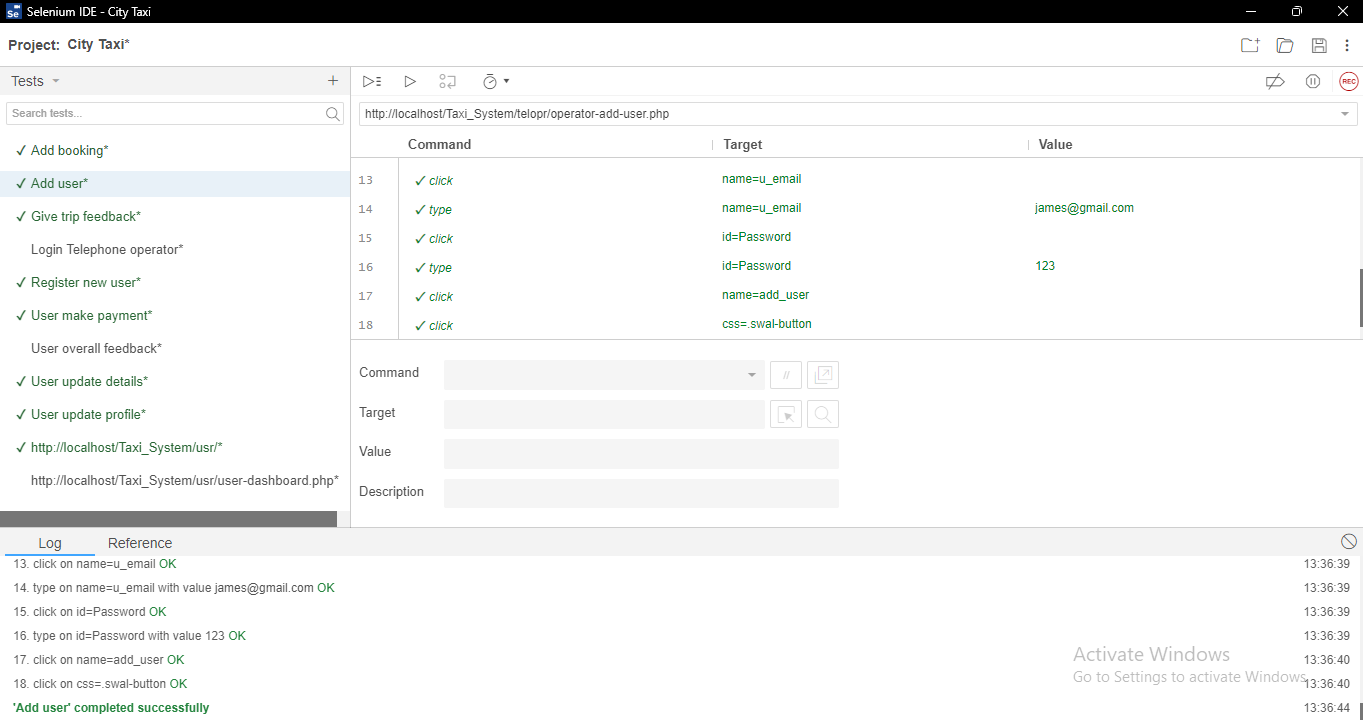 Selenium IDE - City Taxi
Project: City Taxi*
Tests
Search tests...
✓ Add booking*
✓ Add user*
✓ Give trip feedback*
Login Telephone operator*
✓ Register new user*
✓ User make payment*
User overall feedback*
✓ User update details*
✓ User update profile*
✓ http://localhost/Taxi_System/usr/*
http://localhost/Taxi_System/usr/user-dashboard.php*
REC
http://localhost/Taxi_System/telopr/operator-add-user.php
Command Target Value
13 ✓ click name=u_email
14 ✓ type name=u_email james@gmail.com
15 ✓ click id=Password
16 ✓ type id=Password 123
17 ✓ click name=add_user
18 ✓ click css=.swal-button
Command //
Target
Value
Description
Log Reference
13. click on name=u_email OK 13:36:39
14. type on name=u_email with value james@gmail.com OK 13:36:39
15. click on id=Password OK 13:36:39
16. type on id=Password with value 123 OK 13:36:39
17. click on name=add_user OK 13:36:40
18. click on css=.swal-button OK 13:36:40
'Add user' completed successfully 13:36:44
Activate Windows
Go to Settings to activate Windows.